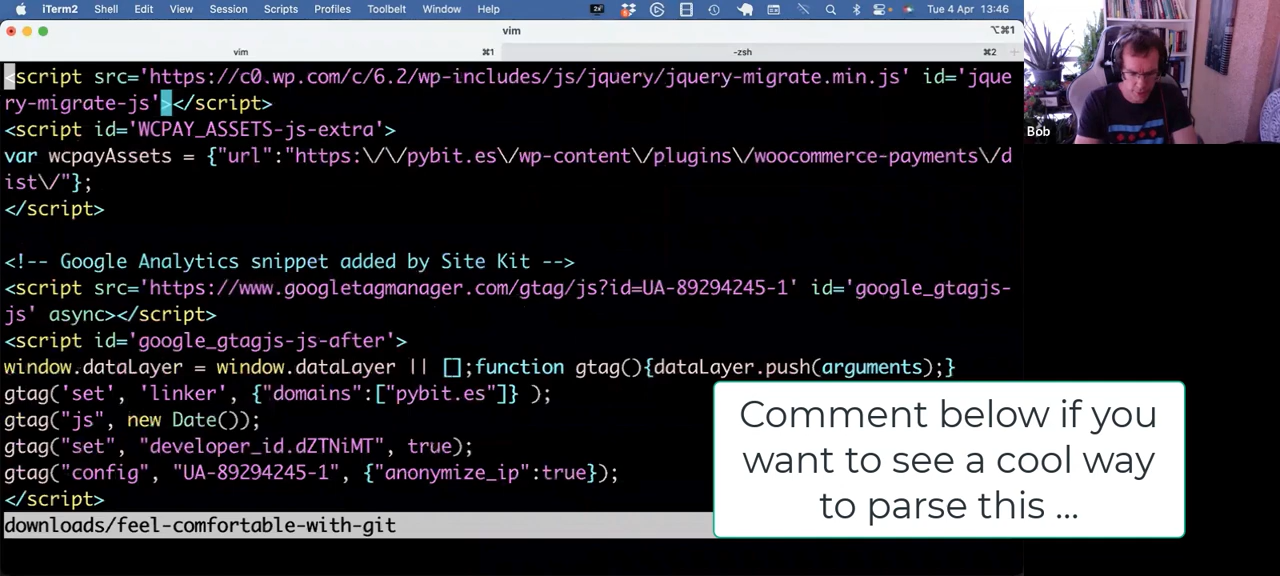 iTerm2 Shell Edit View Session Scripts Profiles Toolbelt Window Help Tue 4 Apr 13:46
vim ⌥⌘1
vim ⌘1 -zsh ⌘2
<script src='https://c0.wp.com/c/6.2/wp-includes/js/jquery/jquery-migrate.min.js' id='jque
ry-migrate-js'></script>
<script id='WCPAY_ASSETS-js-extra'>
var wcpayAssets = {"url":"https:\/\/pybit.es\/wp-content\/plugins\/woocommerce-payments\/d
ist\/"};
</script>
<!-- Google Analytics snippet added by Site Kit -->
<script src='https://www.googletagmanager.com/gtag/js?id=UA-89294245-1' id='google_gtagjs-
js' async></script>
<script id='google_gtagjs-js-after'>
window.dataLayer = window.dataLayer || [];function gtag(){dataLayer.push(arguments);}
gtag('set', 'linker', {"domains":["pybit.es"]} );
gtag("js", new Date());
gtag("set", "developer_id.dZTNiMT", true);
gtag("config", "UA-89294245-1", {"anonymize_ip":true});
</script>
downloads/feel-comfortable-with-git
Bob
Comment below if you
want to see a cool way
to parse this ...